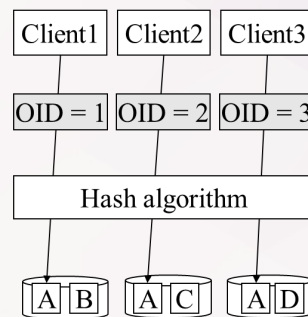 Client1 Client2 Client3
OID = 1 OID = 2 OID = 3
Hash algorithm
A B A C A D